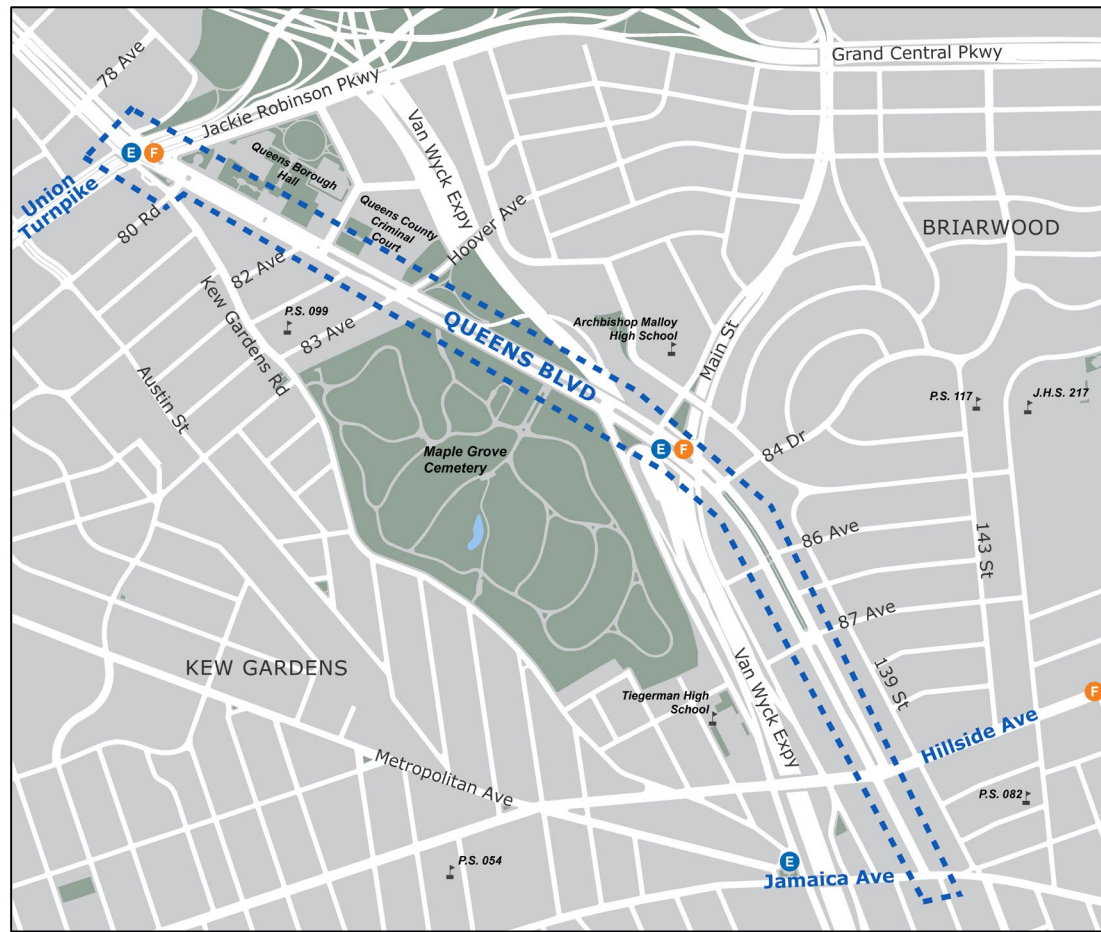 78 Ave
Grand Central Pkwy
Jackie Robinson Pkwy
Van Wyck Expy
E F
Union
Turnpike
Queens Borough
Hall
80 Rd
Queens County
Criminal
Court
Hoover Ave
BRIARWOOD
82 Ave
Kew Gardens Rd
P.S. 099
83 Ave
QUEENS BLVD
Archbishop Malloy
High School
Main St
Austin St
P.S. 117
J.H.S. 217
Maple Grove
Cemetery
E F
84 Dr
86 Ave
143 St
87 Ave
KEW GARDENS
139 St
Tiegerman High
School
Van Wyck Expy
F
Hillside Ave
Metropolitan Ave
P.S. 082
P.S. 054
E
Jamaica Ave